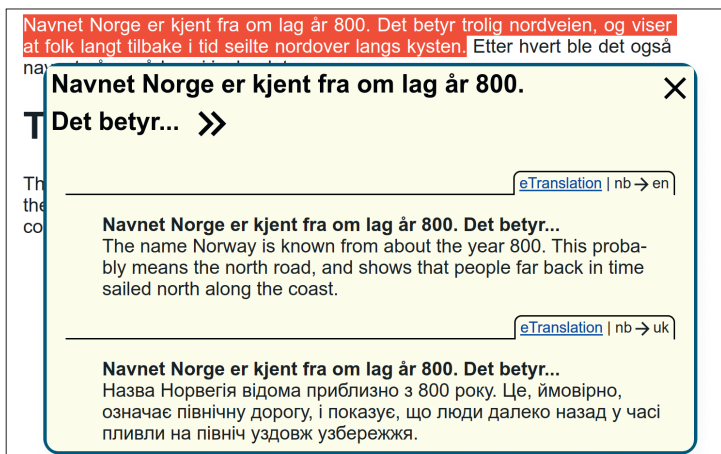 Navnet Norge er kjent fra om lag år 800. Det betyr trolig nordveien, og viser
at folk langt tilbake i tid seilte nordover langs kysten. Etter hvert ble det også
Navnet Norge er kjent fra om lag år 800.
Det betyr...
T
Th
the
co
eTranslation | nb→en
Navnet Norge er kjent fra om lag år 800. Det betyr...
The name Norway is known from about the year 800. This proba-
bly means the north road, and shows that people far back in time
sailed north along the coast.
eTranslation | nb→uk
Navnet Norge er kjent fra om lag år 800. Det betyr...
Назва Норвегія відома приблизно з 800 року. Це, ймовірно,
означає північну дорогу, і показує, що люди далеко назад у часі
пливли на північ уздовж узбережжя.